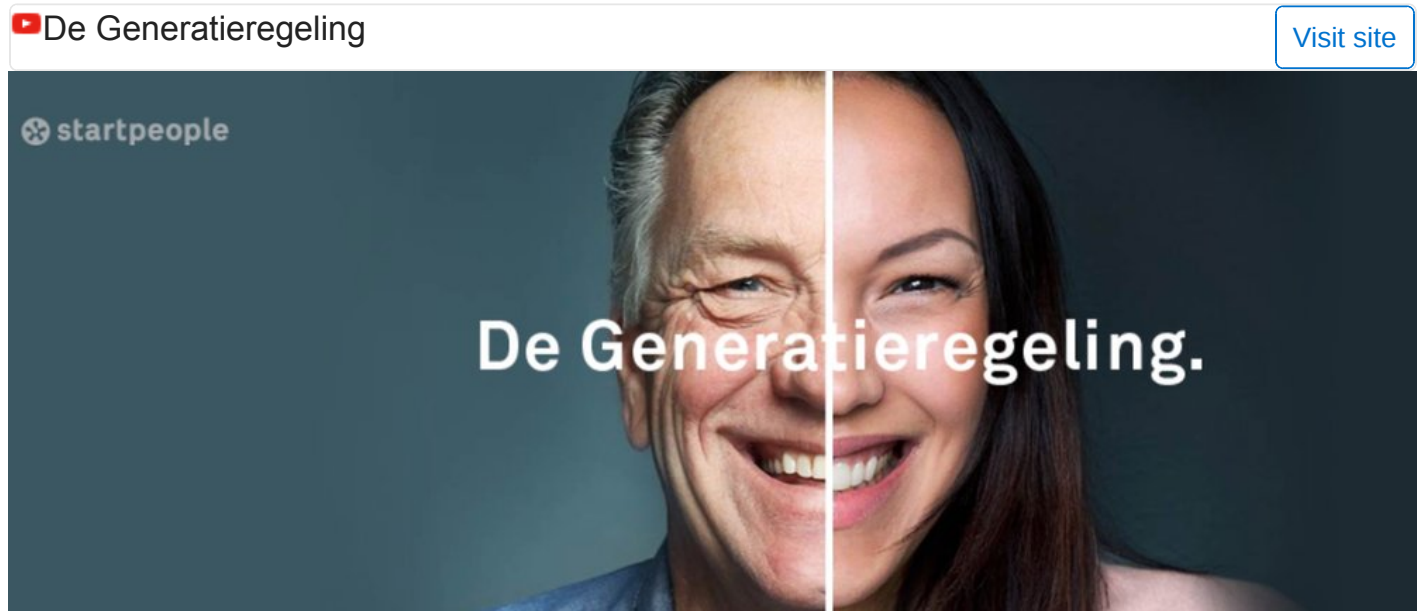 De Generatieregeling
Visit site
startpeople
De Generatieregeling.